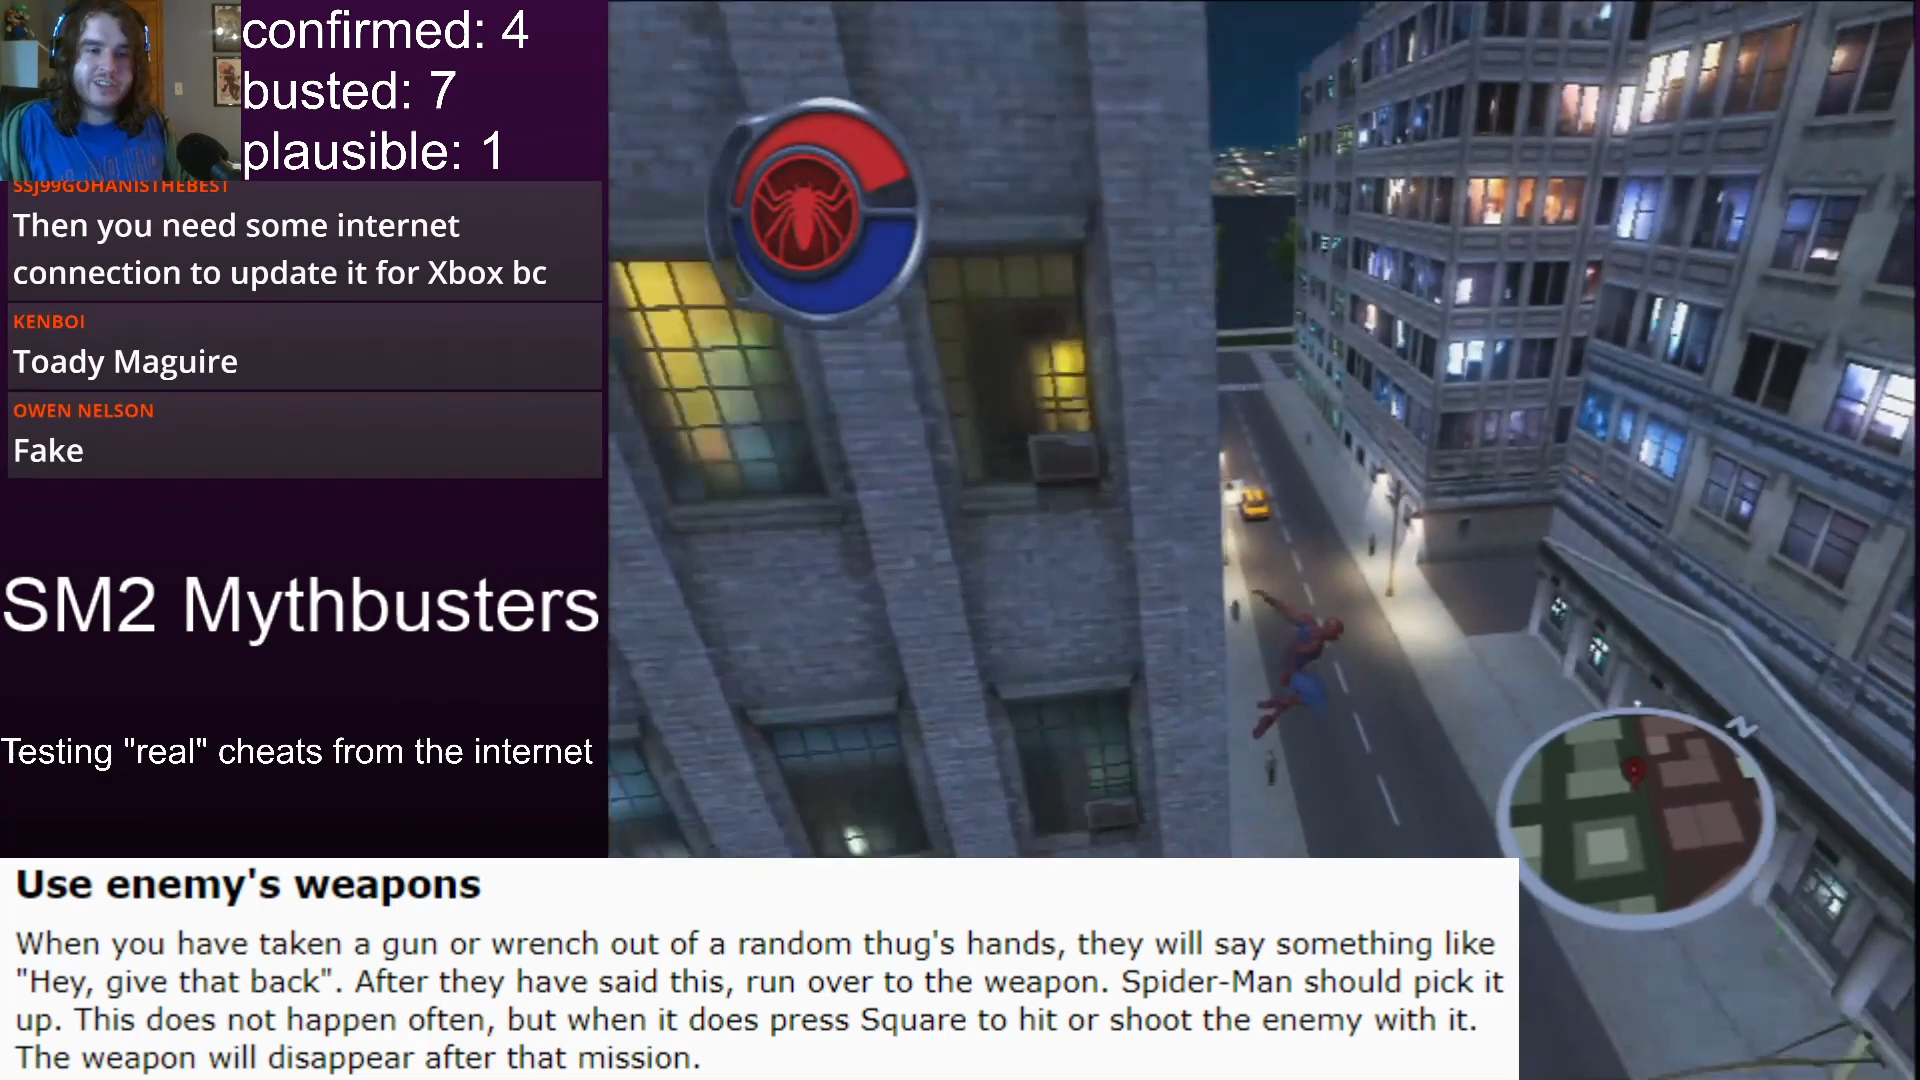 confirmed: 4
busted: 7
plausible: 1
SSJ99GOHANISTHEBEST
Then you need some internet
connection to update it for Xbox bc
KENBOI
Toady Maguire
OWEN NELSON
Fake
SM2 Mythbusters
Testing "real" cheats from the internet
N
Use enemy's weapons
When you have taken a gun or wrench out of a random thug's hands, they will say something like
"Hey, give that back". After they have said this, run over to the weapon. Spider-Man should pick it
up. This does not happen often, but when it does press Square to hit or shoot the enemy with it.
The weapon will disappear after that mission.